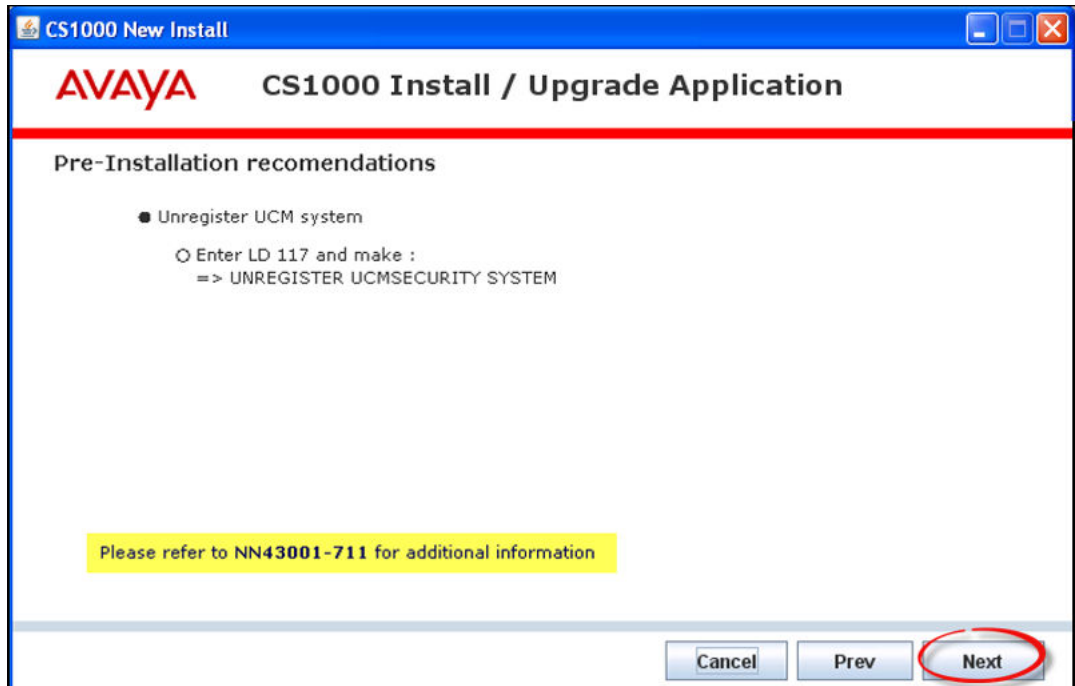 CS1000 New Install
AVAYA CS1000 Install / Upgrade Application
Pre-Installation recomendations
Unregister UCM system
Enter LD 117 and make :
=> UNREGISTER UCMSECURITY SYSTEM
Please refer to NN43001-711 for additional information
Cancel Prev Next